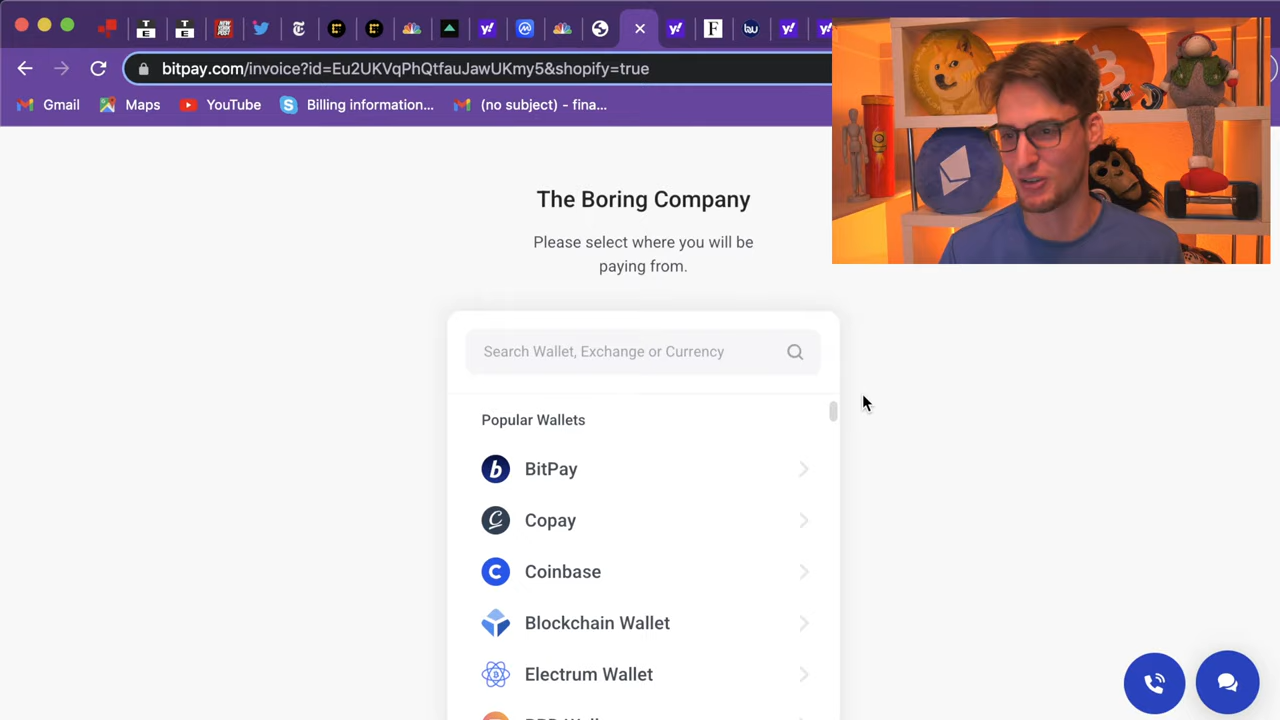 bitpay.com/invoice?id=Eu2UKVqPhQtfauJawUKmy5&shopify=true
Gmail
Maps
YouTube
Billing information...
(no subject) - fina...
The Boring Company
Please select where you will be
paying from.
Search Wallet, Exchange or Currency
Popular Wallets
BitPay
Copay
Coinbase
Blockchain Wallet
Electrum Wallet